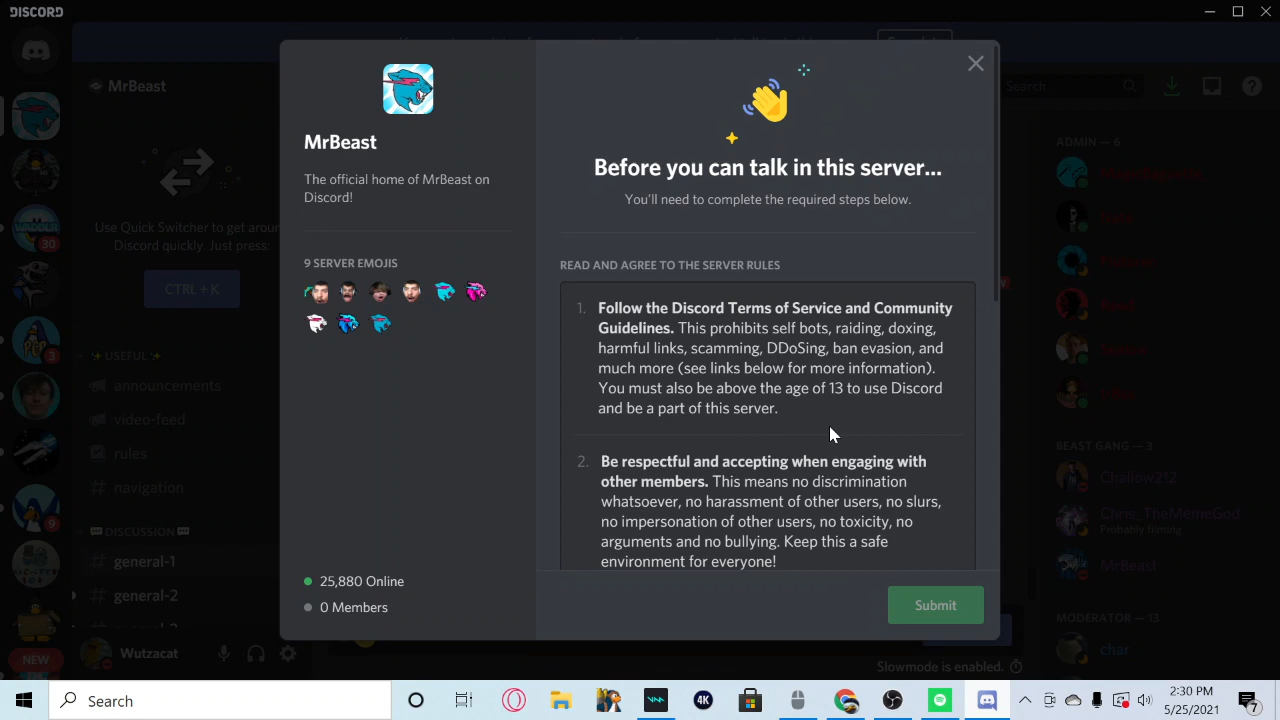 DISCORD
MrBeast
Search
Use Quick Switcher to get around
Discord quickly. Just press:
CTRL + K
30
3
9
NEW
USEFUL
announcements
video-feed
rules
navigation
DISCUSSION
general-1
general-2
Wutzacat
MrBeast
The official home of MrBeast on
Discord!
9 SERVER EMOJIS
25,880 Online
0 Members
Before you can talk in this server...
You'll need to complete the required steps below.
READ AND AGREE TO THE SERVER RULES
1. Follow the Discord Terms of Service and Community
Guidelines. This prohibits self bots, raiding, doxing,
harmful links, scamming, DDoSing, ban evasion, and
much more (see links below for more information).
You must also be above the age of 13 to use Discord
and be a part of this server.
2. Be respectful and accepting when engaging with
other members. This means no discrimination
whatsoever, no harassment of other users, no slurs,
no impersonation of other users, no toxicity, no
arguments and no bullying. Keep this a safe
environment for everyone!
Submit
ADMIN — 6
BEAST GANG — 3
Challow212
Chris_TheMemeGod
Probably filming
MrBeast
MODERATOR — 13
char
Slowmode is enabled.
Search
4K
2:30 PM
5/25/2021
7